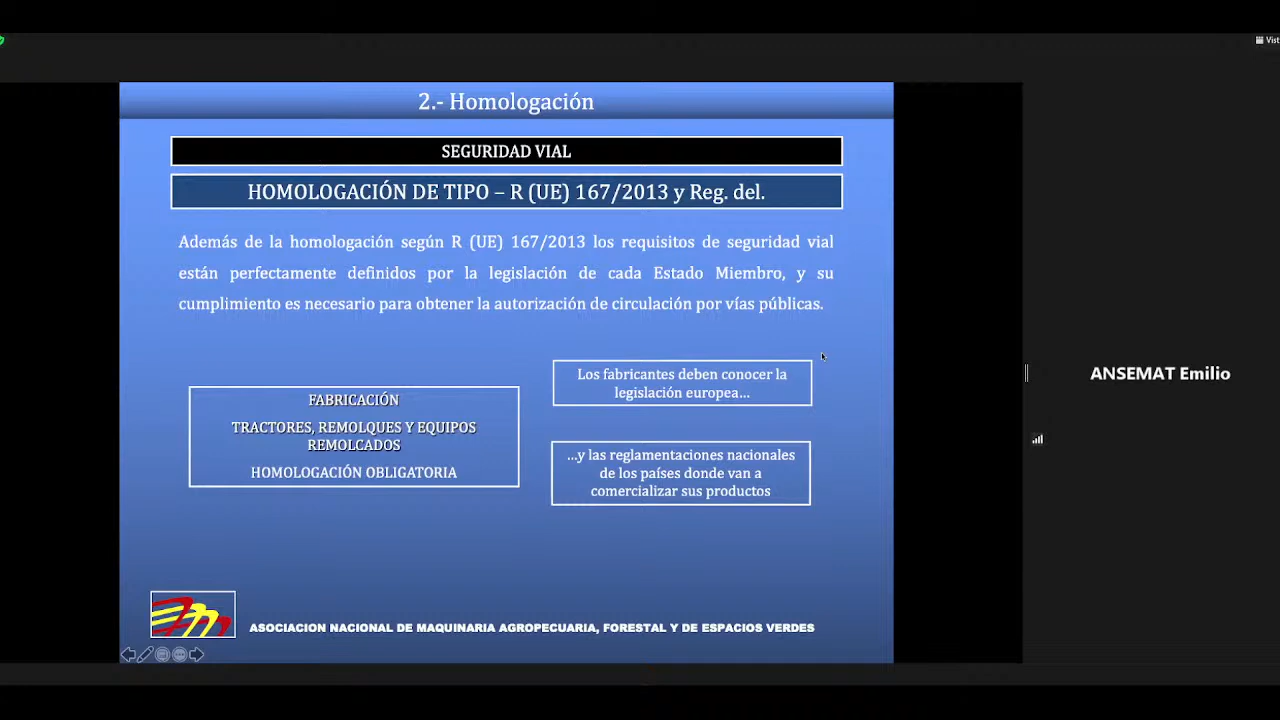 Vist
2.- Homologación
SEGURIDAD VIAL
HOMOLOGACIÓN DE TIPO – R (UE) 167/2013 y Reg. del.
Además de la homologación según R (UE) 167/2013 los requisitos de seguridad vial
están perfectamente definidos por la legislación de cada Estado Miembro, y su
cumplimiento es necesario para obtener la autorización de circulación por vías públicas.
FABRICACIÓN
TRACTORES, REMOLQUES Y EQUIPOS
REMOLCADOS
HOMOLOGACIÓN OBLIGATORIA
Los fabricantes deben conocer la
legislación europea...
...y las reglamentaciones nacionales
de los países donde van a
comercializar sus productos
ANSEMAT Emilio
ASOCIACION NACIONAL DE MAQUINARIA AGROPECUARIA, FORESTAL Y DE ESPACIOS VERDES